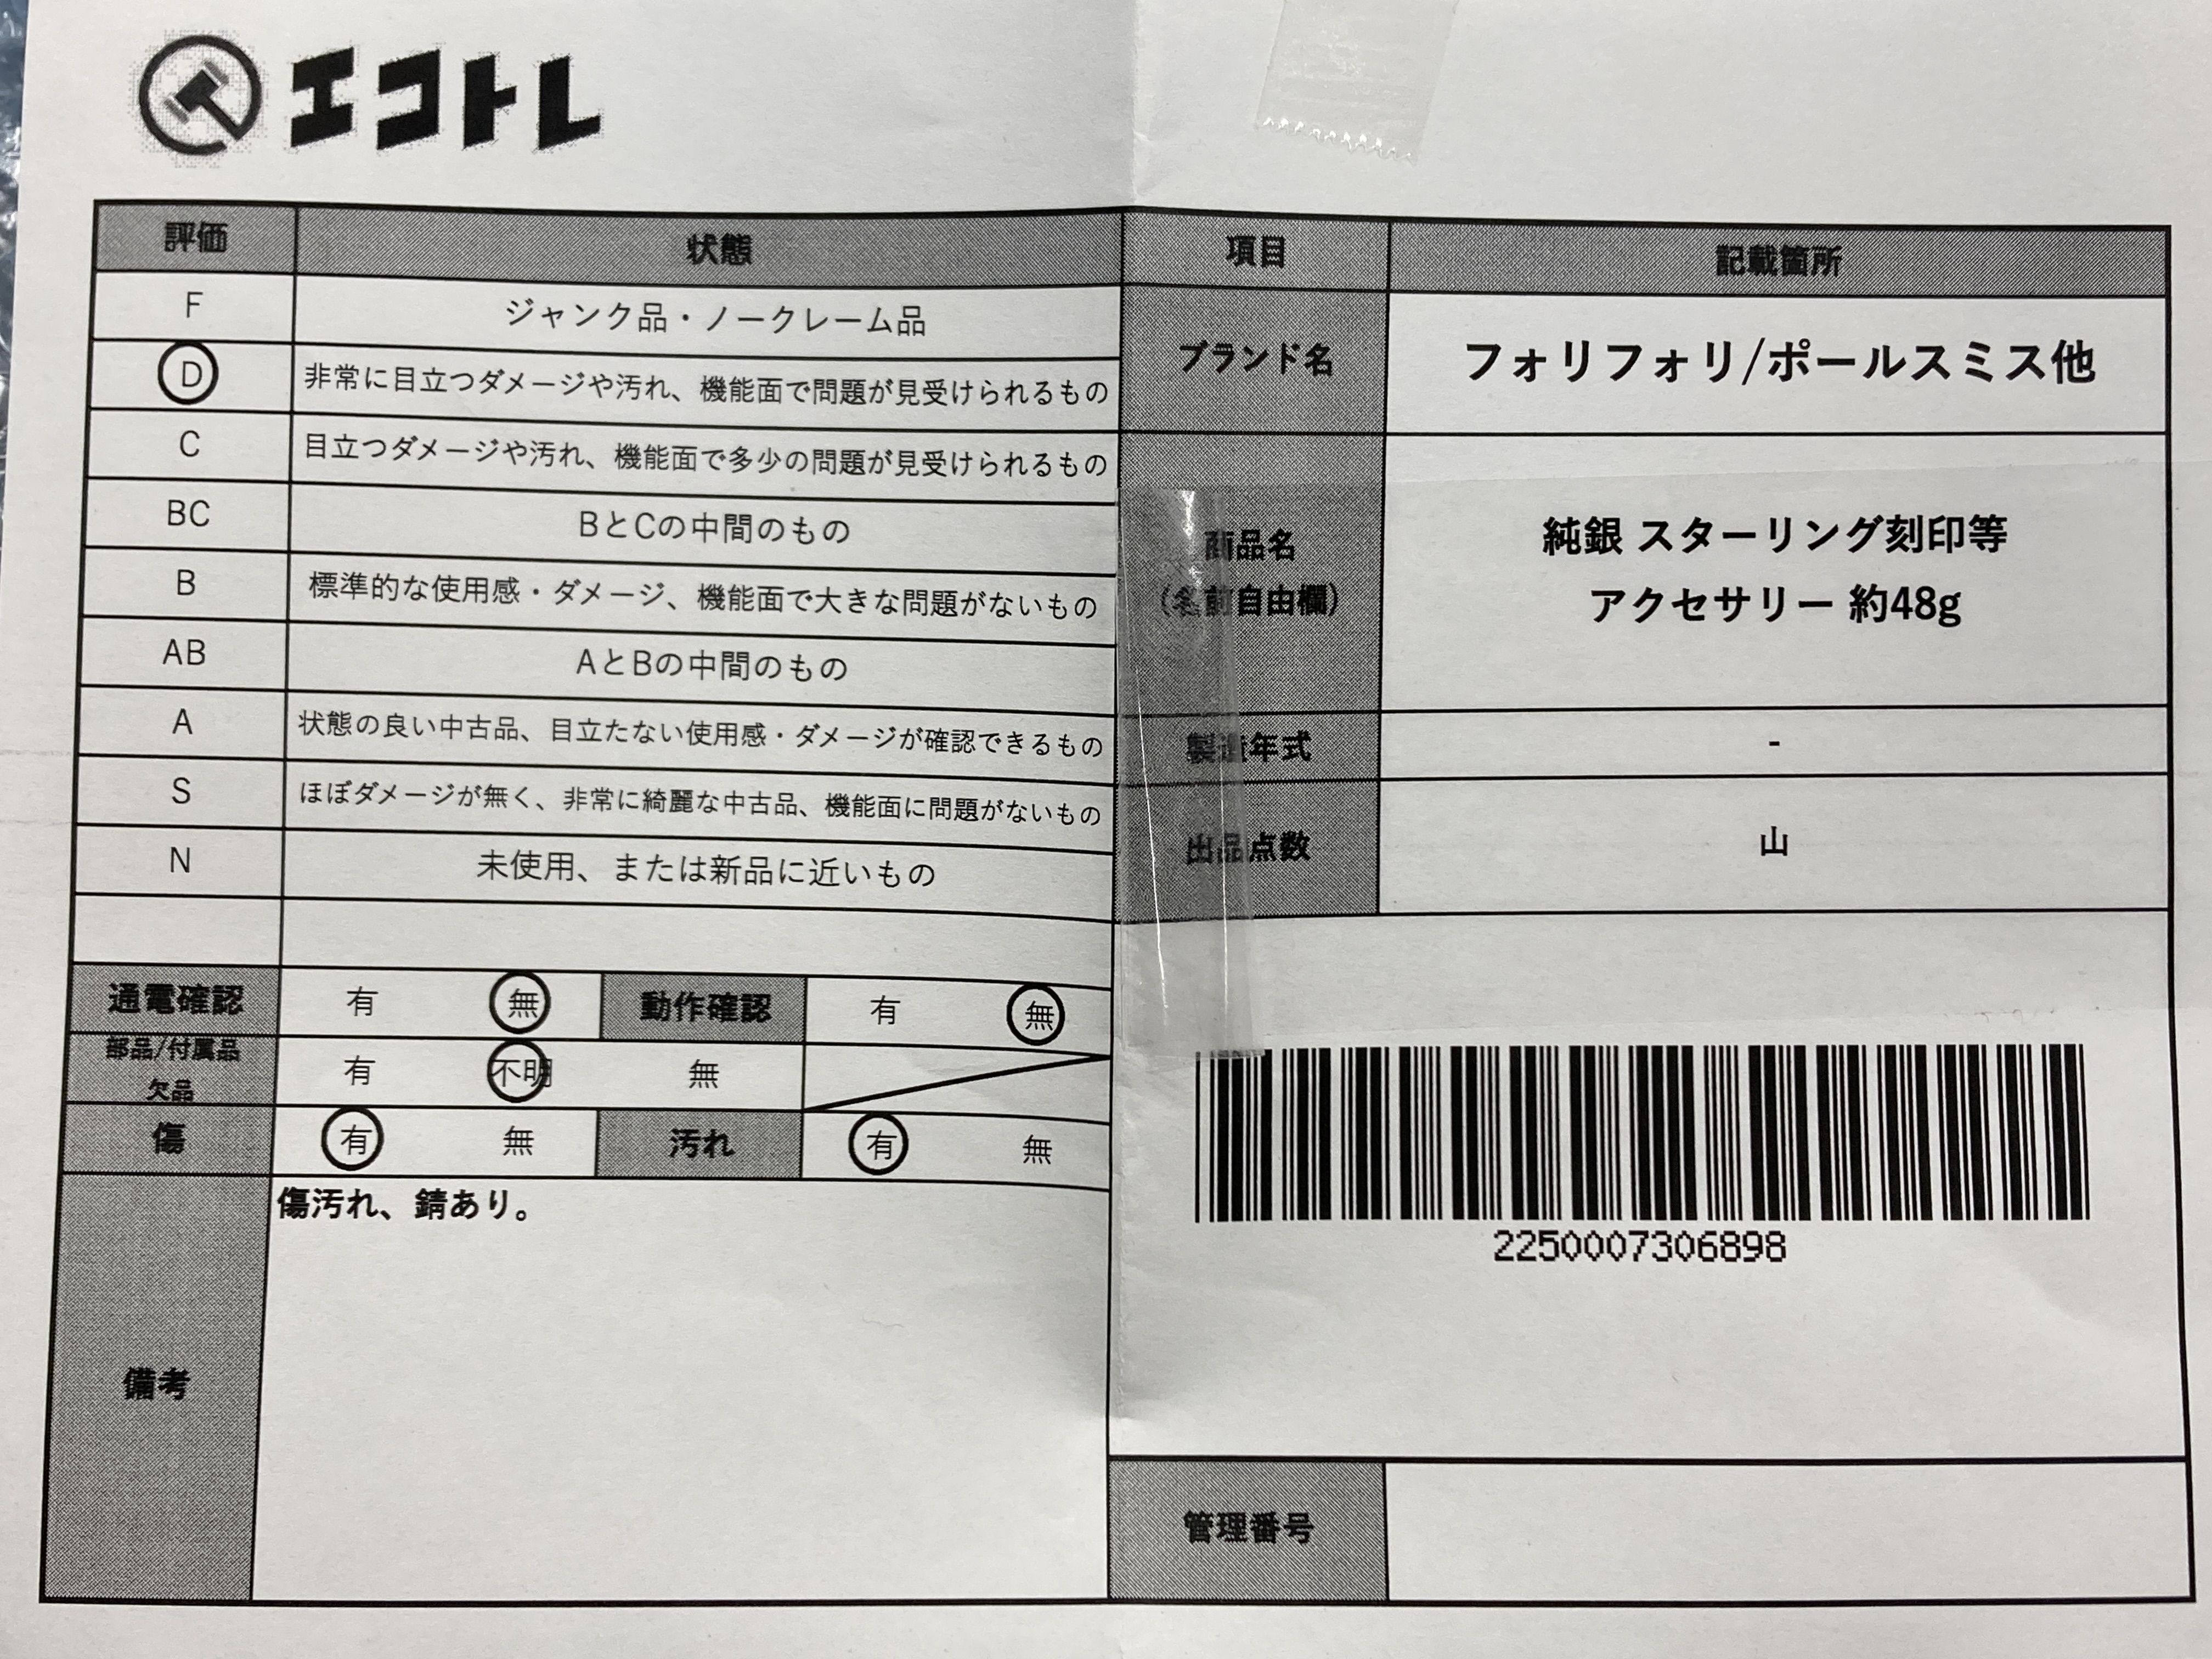 エコトレ
評価 状態
F ジャンク品・ノークレーム品
D 非常に目立つダメージや汚れ、機能面で問題が見受けられるもの
C 目立つダメージや汚れ、機能面で多少の問題が見受けられるもの
BC BとCの中間のもの
B 標準的な使用感・ダメージ、機能面で大きな問題がないもの
AB AとBの中間のもの
A 状態の良い中古品、目立たない使用感・ダメージが確認できるもの
S ほぼダメージが無く、非常に綺麗な中古品、機能面に問題がないもの
N 未使用、または新品に近いもの
通電確認 有 無 動作確認 有 無
部品/付属品
欠品
有 不明 無
傷 有 無 汚れ 有 無
備考
傷汚れ、錆あり。
項目 記載箇所
ブランド名 フォリフォリ/ポールスミス他
商品名
(名前自由欄)
純銀 スターリング刻印等
アクセサリー 約48g
製造年式 -
出品点数 山
2250007306898
管理番号